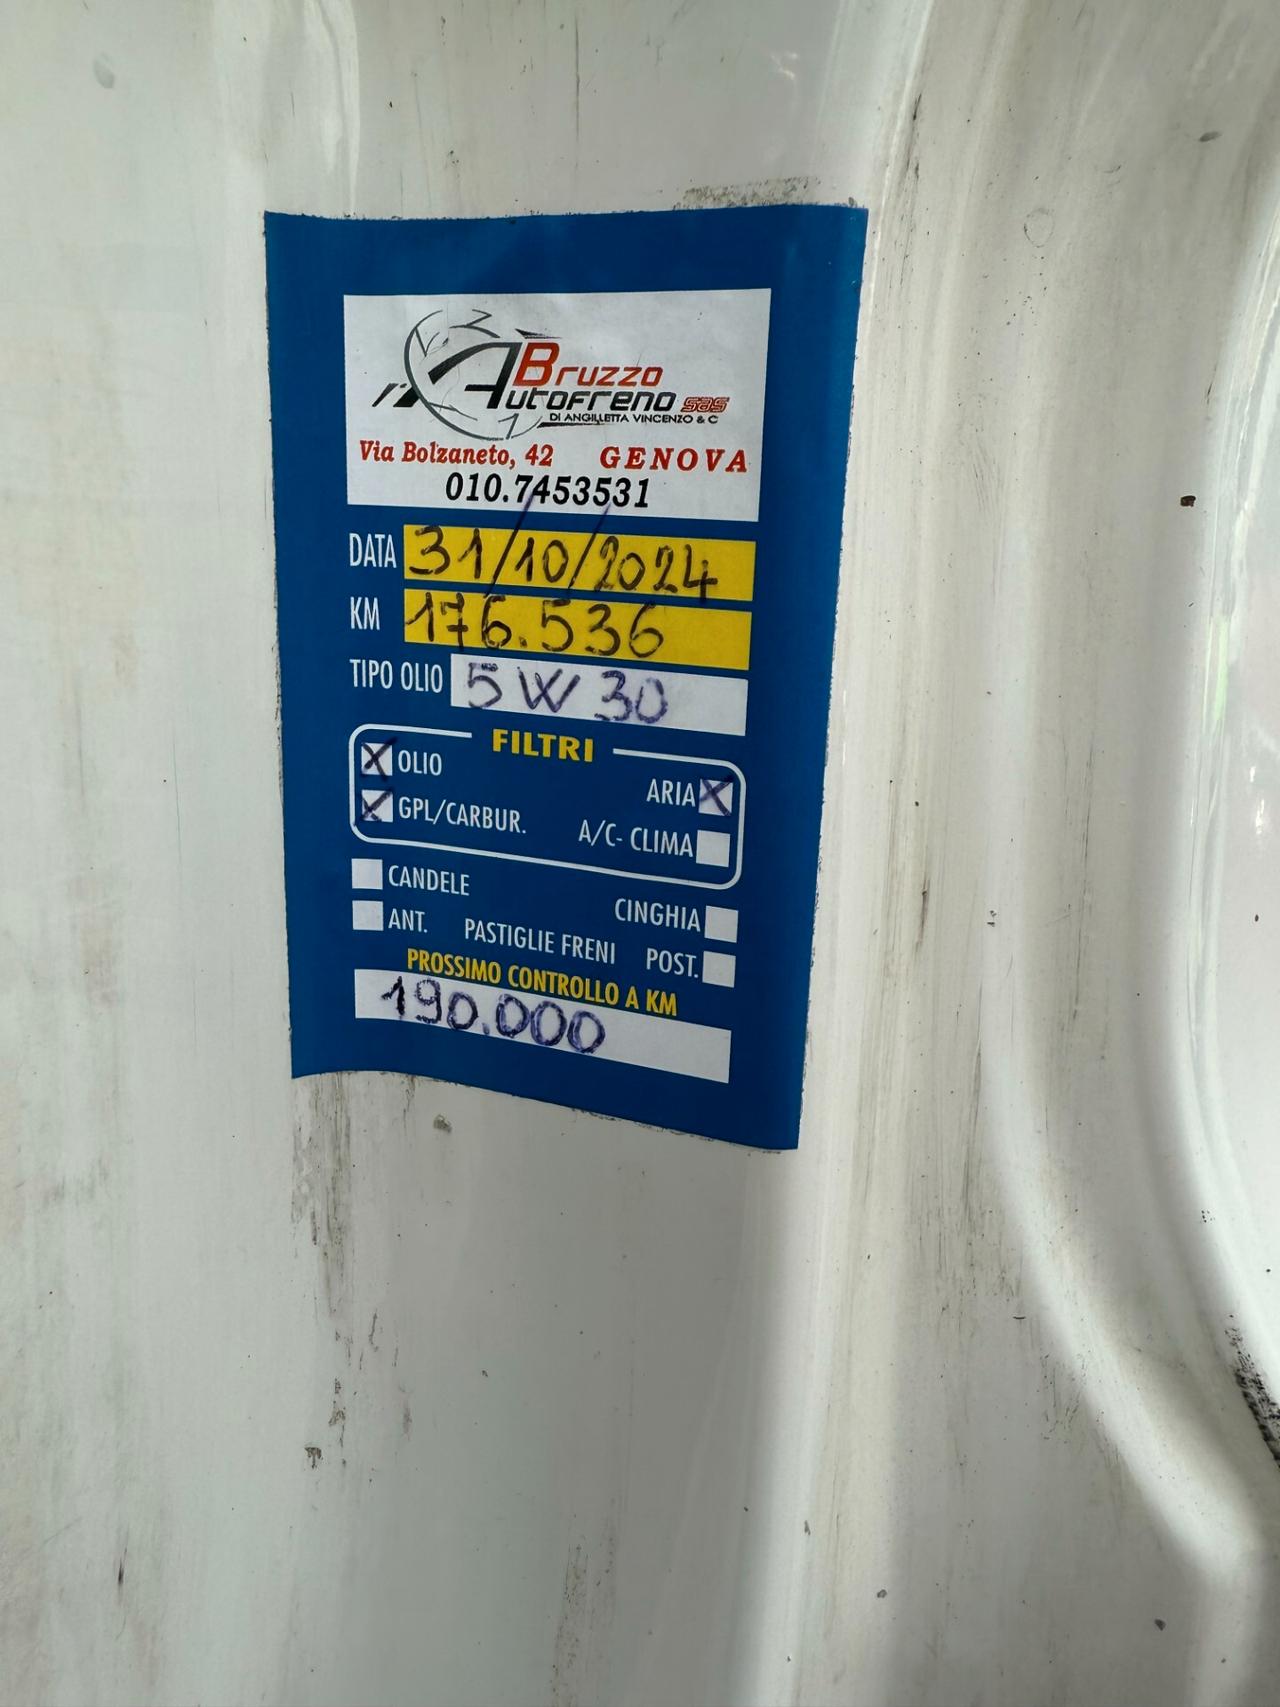 Bruzzo
Autofreno sas
DI ANGILLETTA VINCENZO & C
Via Bolzaneto, 42 GENOVA
010.7453531
DATA 31/10/2024
KM 176.536
TIPO OLIO 5W30
FILTRI
X OLIO
ARIA X
X GPL/CARBUR.
A/C- CLIMA
CANDELE
CINGHIA
ANT. PASTIGLIE FRENI POST.
PROSSIMO CONTROLLO A KM
190.000